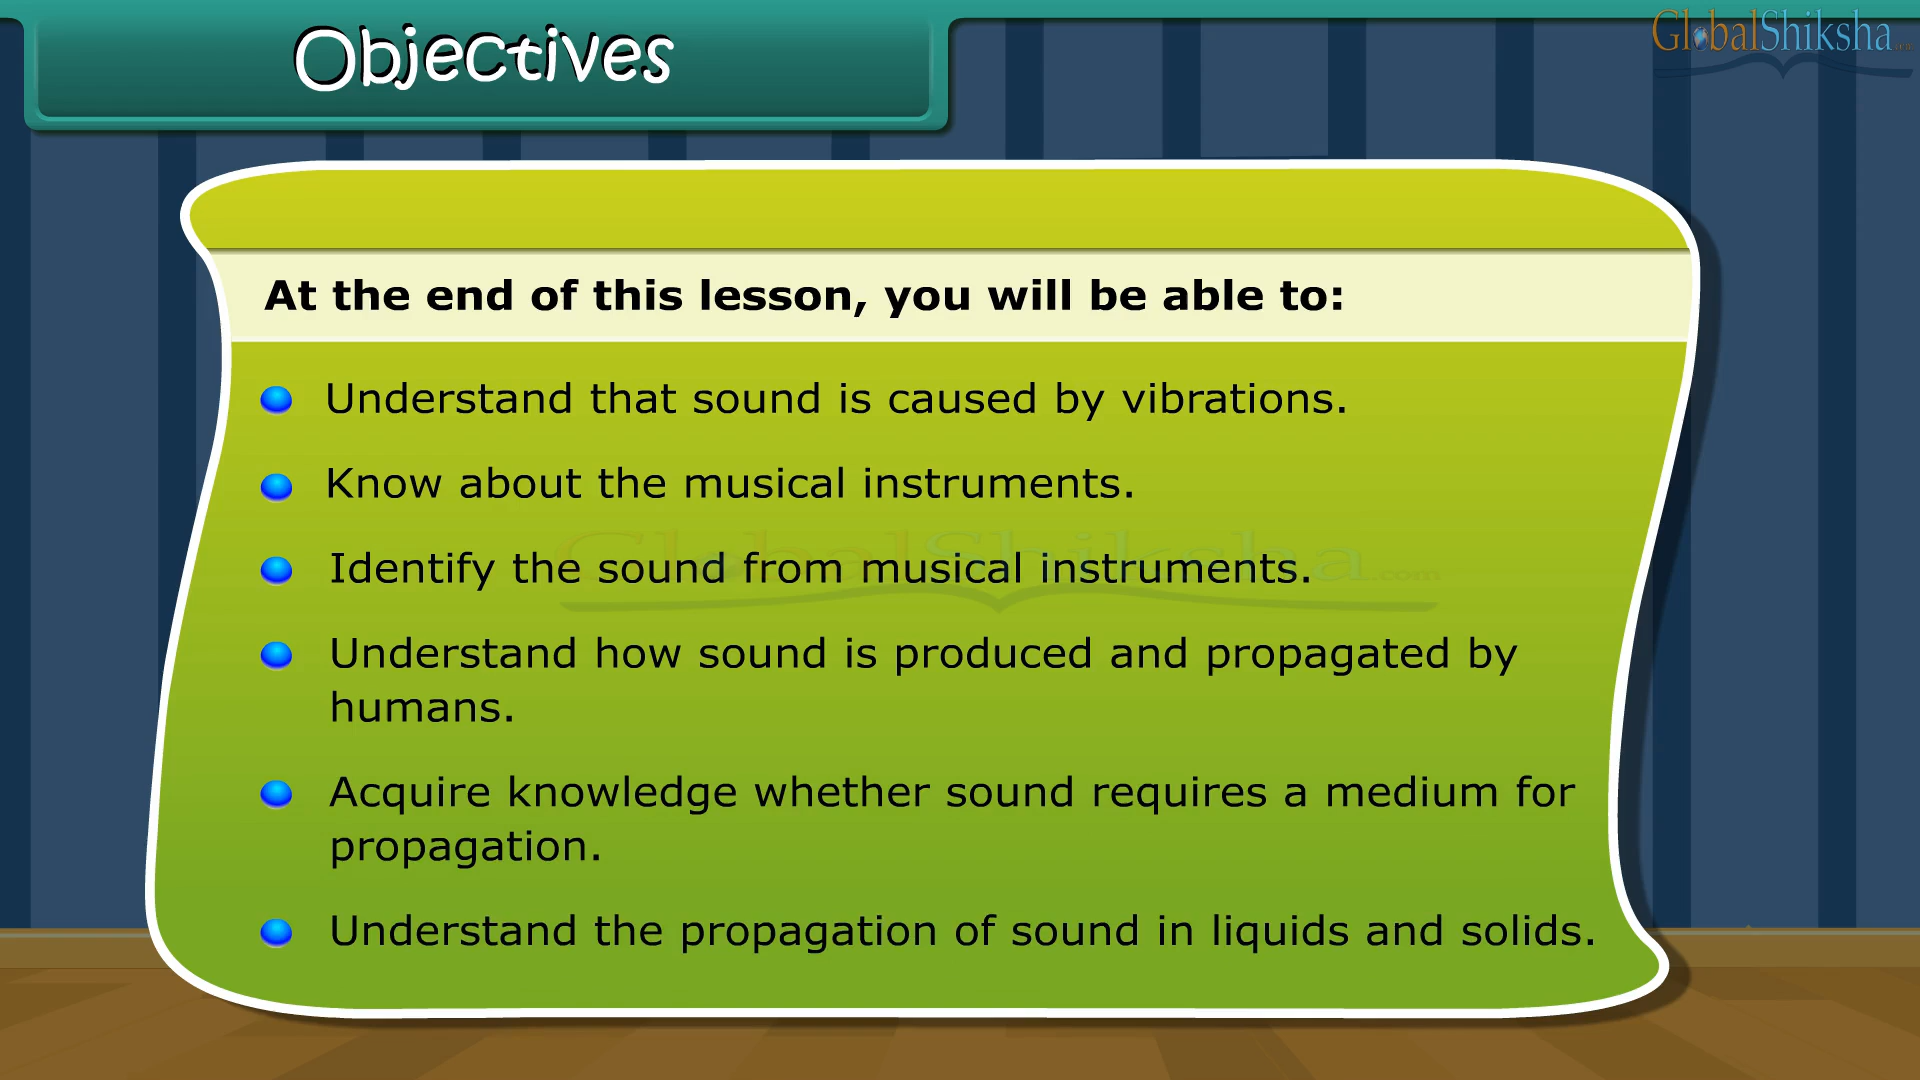 Objectives
GlobalShiksha.com
At the end of this lesson, you will be able to:
Understand that sound is caused by vibrations.
Know about the musical instruments.
Identify the sound from musical instruments.
GlobalShiksha.com
Understand how sound is produced and propagated by
humans.
Acquire knowledge whether sound requires a medium for
propagation.
Understand the propagation of sound in liquids and solids.